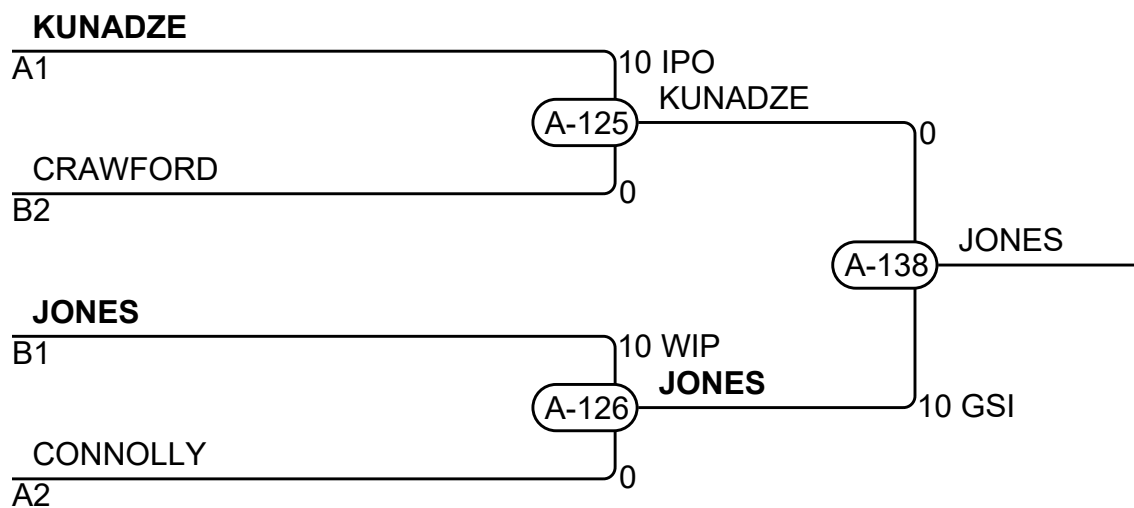 KUNADZE
A1
10 IPO
KUNADZE
A-125
0
CRAWFORD
B2
0
JONES
A-138
JONES
B1
10 WIP
JONES
A-126
10 GSI
CONNOLLY
A2
0